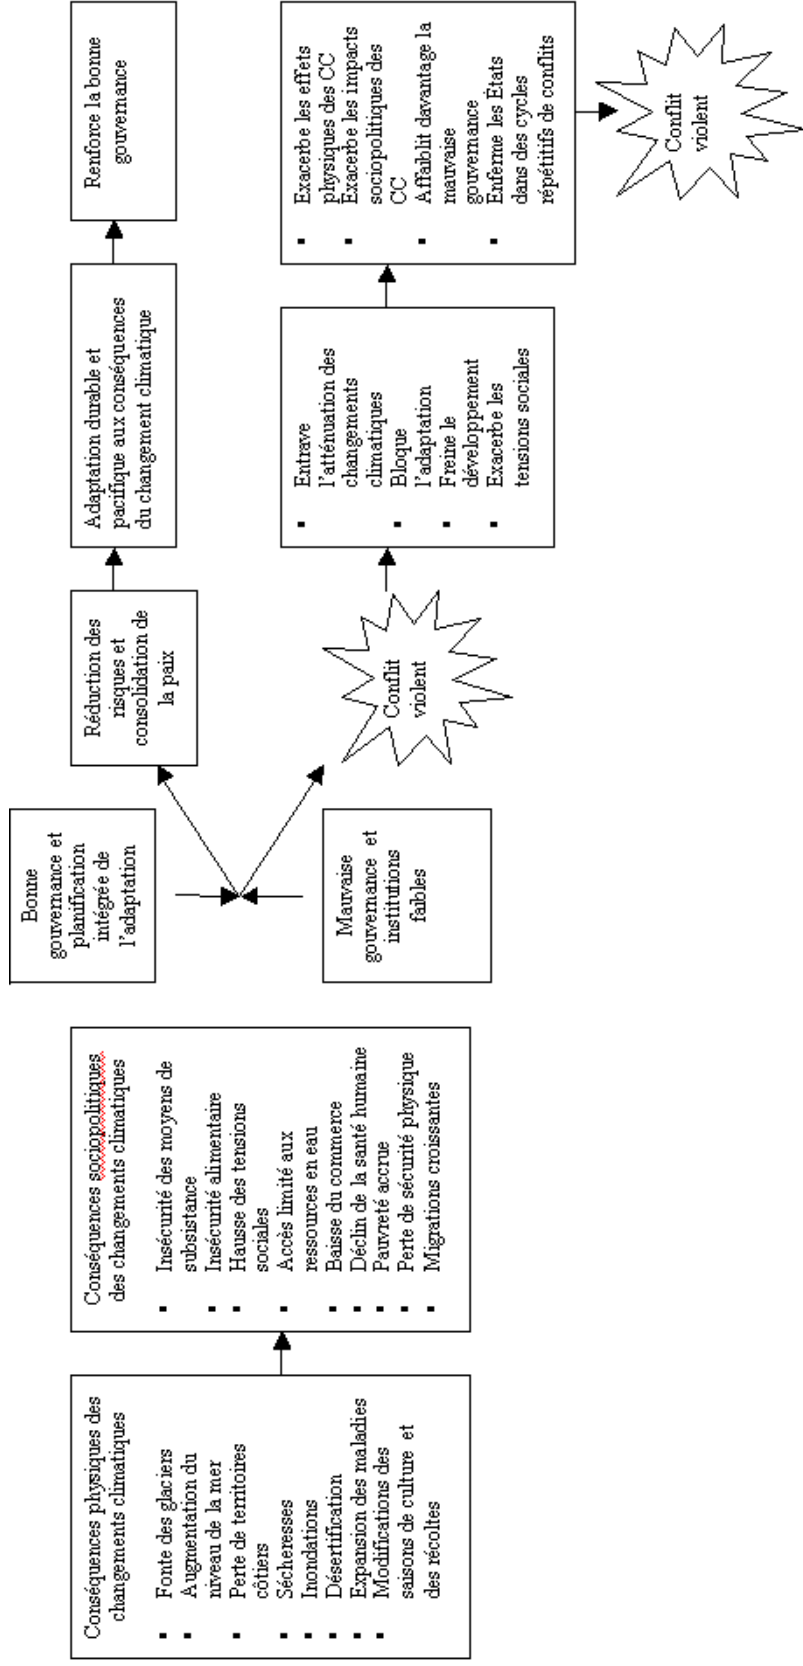 Conséquences physiques des
changements climatiques
▪ Fonte des glaciers
▪ Augmentation du
niveau de la mer
▪ Perte de territoires
côtiers
▪ Sécheresses
▪ Inondations
▪ Désertification
▪ Expansion des maladies
▪ Modifications des
saisons de culture et
des récoltes
Conséquences sociopolitiques
des changements climatiques
▪ Insécurité des moyens de
subsistance
▪ Insécurité alimentaire
▪ Hausse des tensions
sociales
▪ Accès limité aux
ressources en eau
▪ Baisse du commerce
▪ Déclin de la santé humaine
▪ Pauvreté accrue
▪ Perte de sécurité physique
▪ Migrations croissantes
Bonne
gouvernance et
planification
intégrée de
l'adaptation
Mauvaise
gouvernance et
institutions
faibles
Réduction des
risques et
consolidation de
la paix
Conflit
violent
Adaptation durable et
pacifique aux conséquences
du changement climatique
▪ Entrave
l'atténuation des
changements
climatiques
▪ Bloque
l'adaptation
▪ Freine le
développement
▪ Exacerbe les
tensions sociales
Renforce la bonne
gouvernance
▪ Exacerbe les effets
physiques des CC
▪ Exacerbe les impacts
sociopolitiques des
CC
▪ Affaiblit davantage la
mauvaise
gouvernance
▪ Enferme les États
dans des cycles
répétitifs de conflits
Conflit
violent